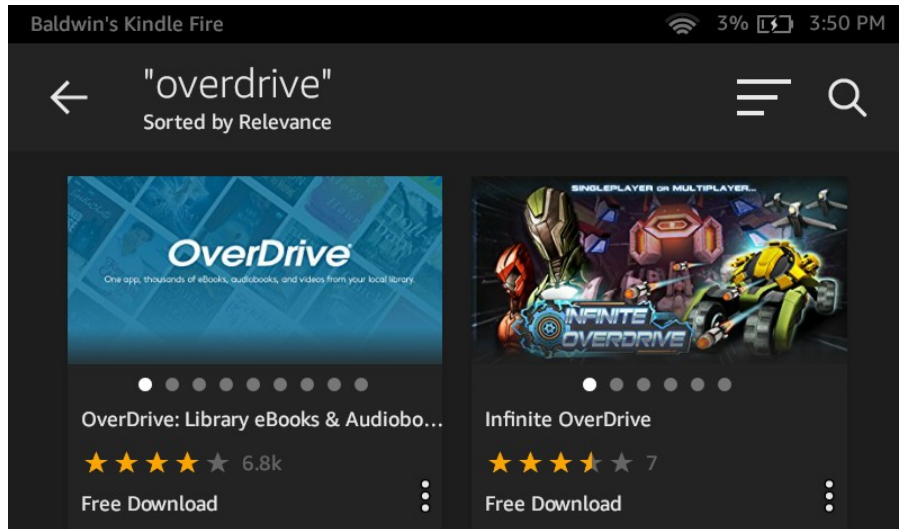 Baldwin's Kindle Fire 3% 3:50 PM
"overdrive"
Sorted by Relevance
OverDrive
One app, thousands of eBooks, audiobooks, and videos from your local library.
SINGLEPLAYER OR MULTIPLAYER...
INFINITE
OVERDRIVE
OverDrive: Library eBooks & Audiobo...
6.8k
Free Download
Infinite OverDrive
7
Free Download